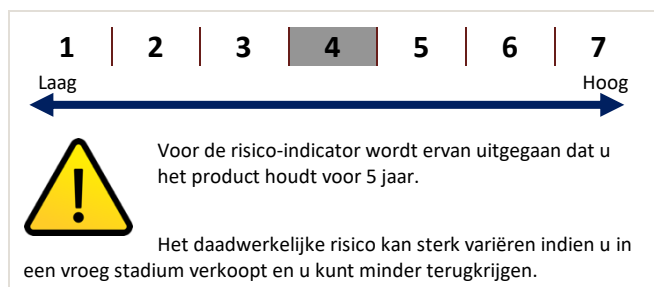 1 2 3 4 5 6 7
Laag Hoog
Voor de risico-indicator wordt ervan uitgegaan dat u
het product houdt voor 5 jaar.
Het daadwerkelijke risico kan sterk variëren indien u in
een vroeg stadium verkoopt en u kunt minder terugkrijgen.